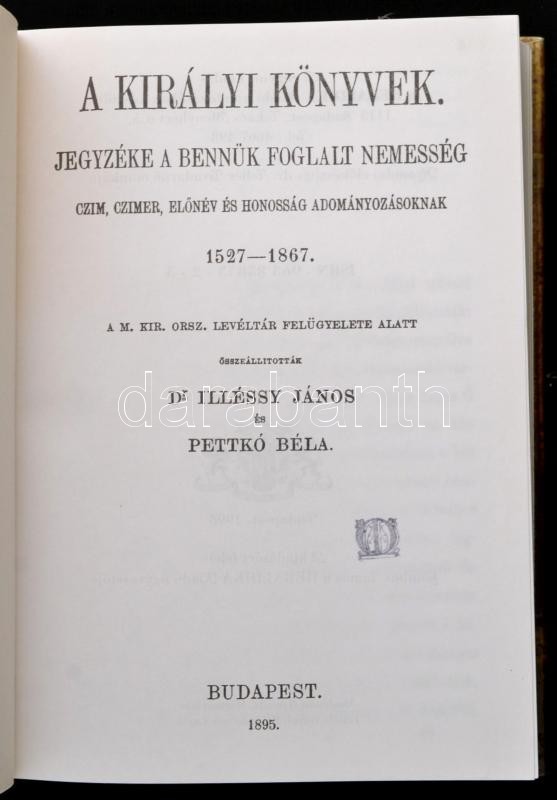 A KIRÁLYI KÖNYVEK.
JEGYZÉKE A BENNÜK FOGLALT NEMESSÉG
CZIM, CZIMER, ELŐNÉV ÉS HONOSSÁG ADOMÁNYOZÁSOKNAK
1527—1867.
A M. KIR. ORSZ. LEVÉLTÁR FELÜGYELETE ALATT
ÖSSZEÁLLITOTTÁK
Dr ILLÉSSY JÁNOS
darabanth
ÉS
PETTKÓ BÉLA.
BUDAPEST.
1895.